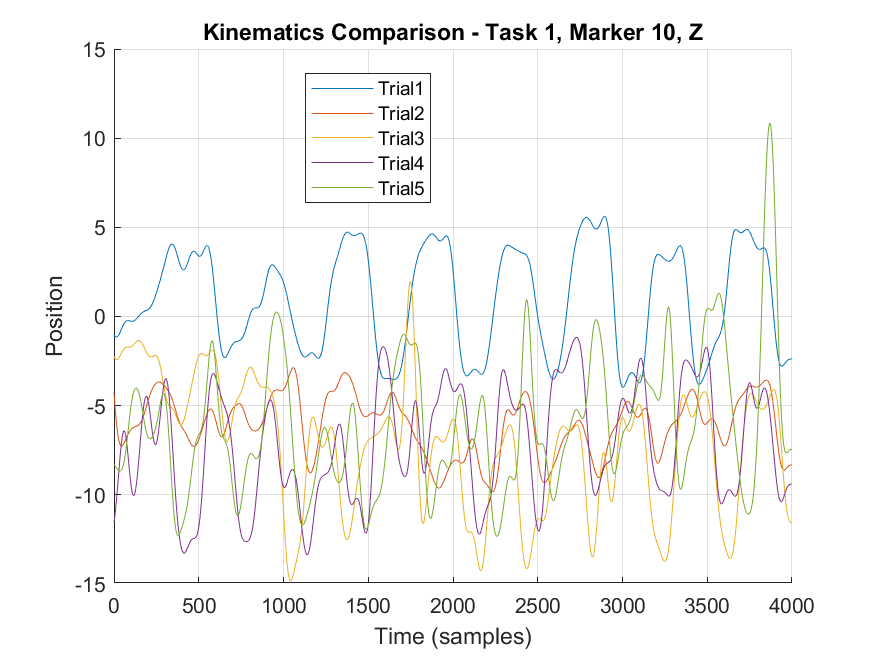 Kinematics Comparison - Task 1, Marker 10, Z
15
10
5
0
-5
-10
-15
Position
Trial1
Trial2
Trial3
Trial4
Trial5
0 500 1000 1500 2000 2500 3000 3500 4000
Time (samples)